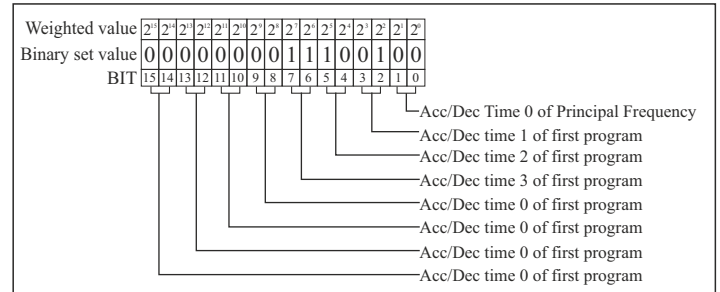 Weighted value 2¹⁵ 2¹⁴ 2¹³ 2¹² 2¹¹ 2¹⁰ 2⁹ 2⁸ 2⁷ 2⁶ 2⁵ 2⁴ 2³ 2² 2¹ 2⁰
Binary set value 0 0 0 0 0 0 0 0 1 1 1 0 0 1 0 0
BIT 15 14 13 12 11 10 9 8 7 6 5 4 3 2 1 0
Acc/Dec Time 0 of Principal Frequency
Acc/Dec time 1 of first program
Acc/Dec time 2 of first program
Acc/Dec time 3 of first program
Acc/Dec time 0 of first program
Acc/Dec time 0 of first program
Acc/Dec time 0 of first program
Acc/Dec time 0 of first program